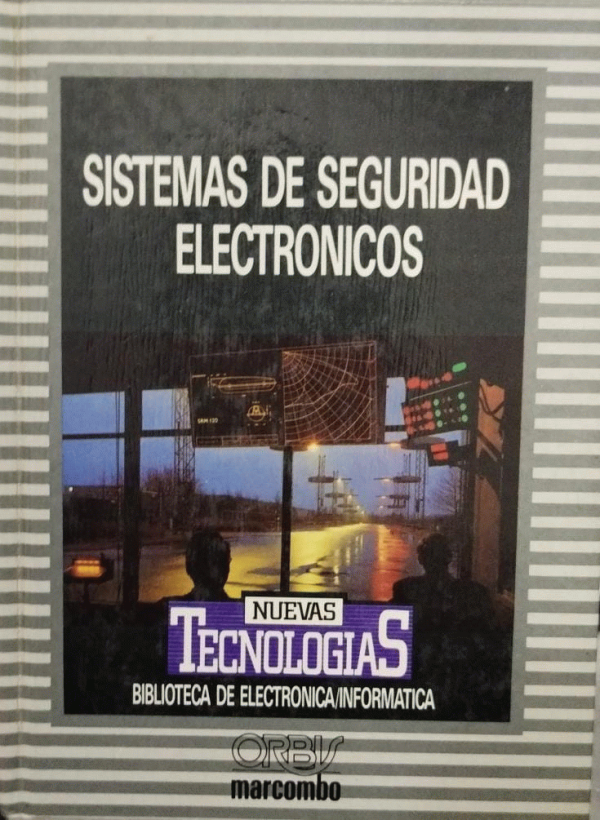 SISTEMAS DE SEGURIDAD
ELECTRONICOS
NUEVAS
TECNOLOGIAS
BIBLIOTECA DE ELECTRONICA/INFORMATICA
ORBIS
marcombo